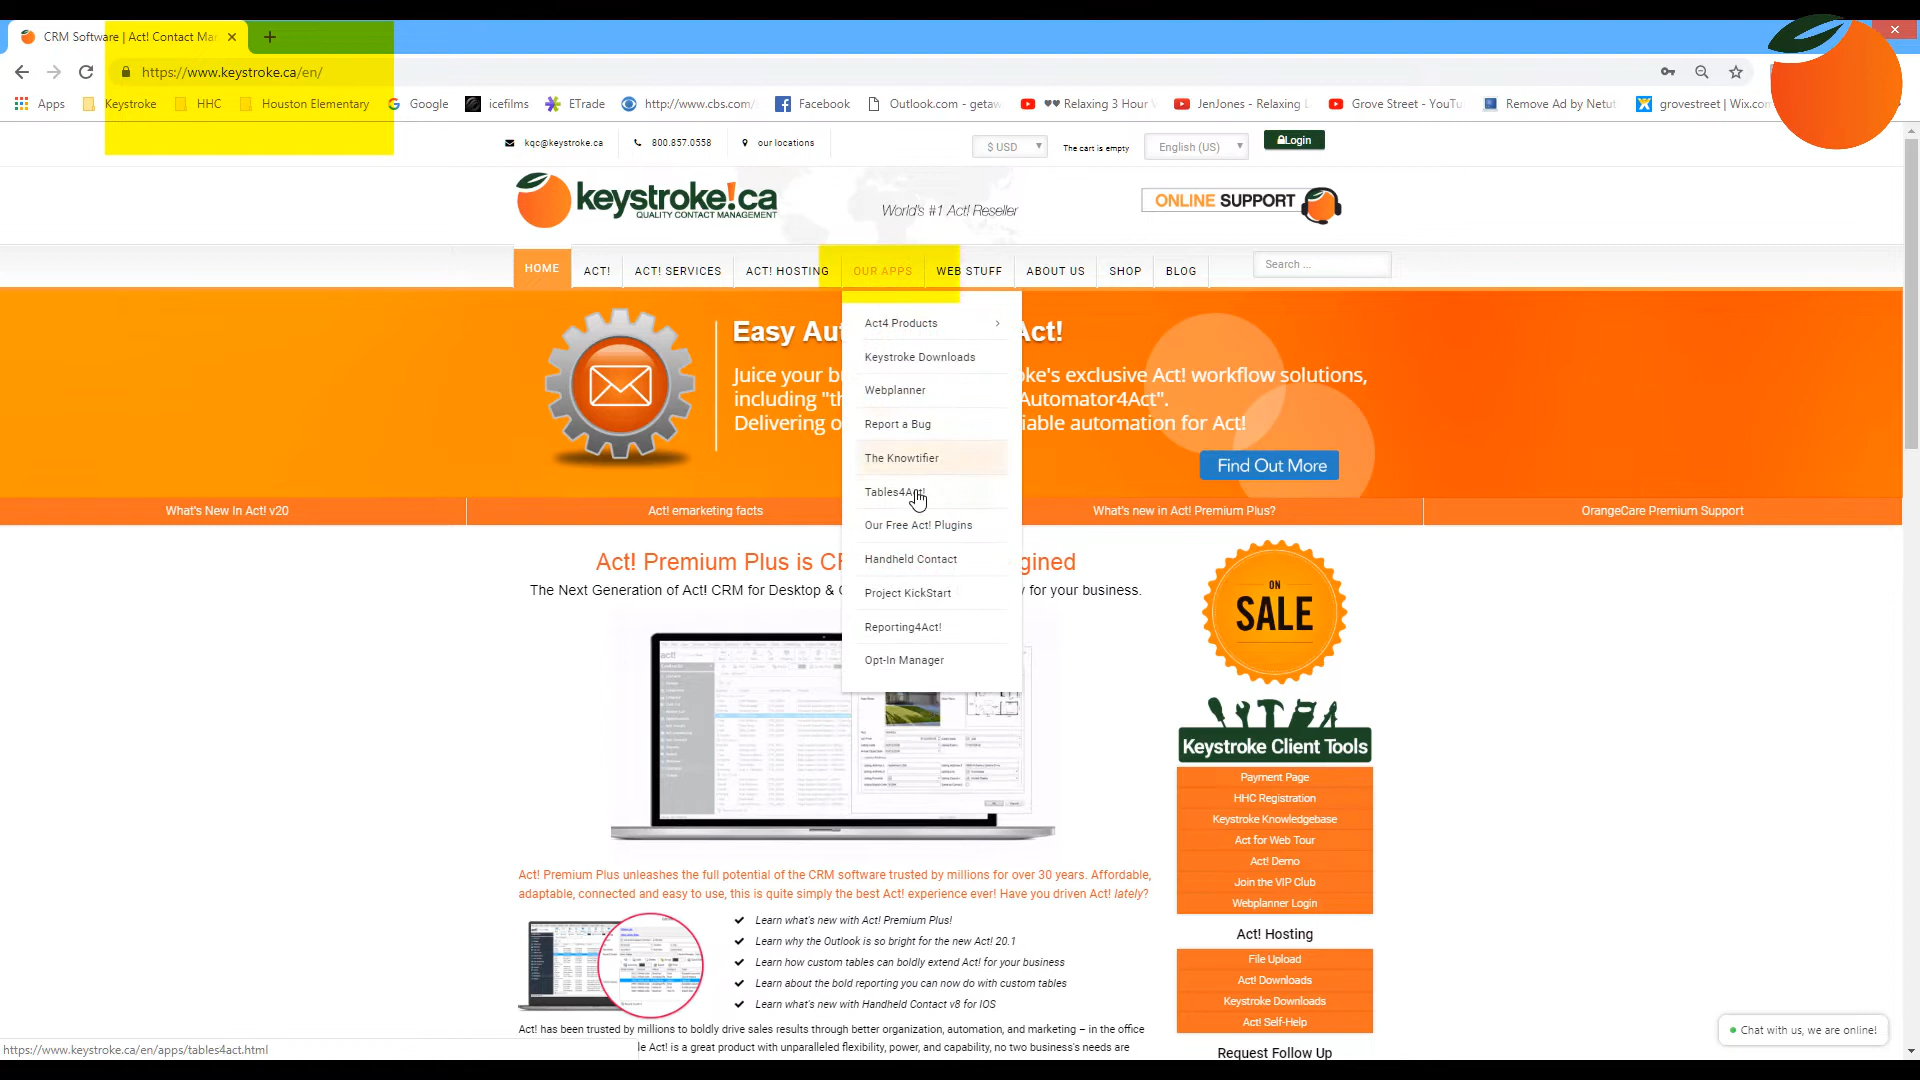 CRM Software | Act! Contact Mar
https://www.keystroke.ca/en/
Apps Keystroke HHC Houston Elementary Google icefilms ETrade http://www.cbs.com/ Facebook Outlook.com - getaw ♥♥ Relaxing 3 Hour JenJones - Relaxing Grove Street - YouTu Remove Ad by Netut grovestreet | Wix.com
kqc@keystroke.ca 800.857.0558 our locations $ USD The cart is empty English (US) Login
keystroke!ca
QUALITY CONTACT MANAGEMENT
World's #1 Act! Reseller
ONLINE SUPPORT
HOME ACT! ACT! SERVICES ACT! HOSTING OUR APPS WEB STUFF ABOUT US SHOP BLOG Search ...
Act4 Products
Keystroke Downloads
Webplanner
Report a Bug
The Knowtifier
Tables4Act!
Our Free Act! Plugins
Handheld Contact
Project KickStart
Reporting4Act!
Opt-In Manager
Easy Au Act!
Juice your b ke's exclusive Act! workflow solutions,
including "th Automator4Act".
Delivering o iable automation for Act!
Find Out More
What's New In Act! v20 Act! emarketing facts What's new in Act! Premium Plus? OrangeCare Premium Support
Act! Premium Plus is C gined
The Next Generation of Act! CRM for Desktop & y for your business.
Act! Premium Plus unleashes the full potential of the CRM software trusted by millions for over 30 years. Affordable,
adaptable, connected and easy to use, this is quite simply the best Act! experience ever! Have you driven Act! lately?
Learn what's new with Act! Premium Plus!
Learn why the Outlook is so bright for the new Act! 20.1
Learn how custom tables can boldly extend Act! for your business
Learn about the bold reporting you can now do with custom tables
Learn what's new with Handheld Contact v8 for IOS
Act! has been trusted by millions to boldly drive sales results through better organization, automation, and marketing – in the office
le Act! is a great product with unparalleled flexibility, power, and capability, no two business's needs are
ON
SALE
Keystroke Client Tools
Payment Page
HHC Registration
Keystroke Knowledgebase
Act for Web Tour
Act! Demo
Join the VIP Club
Webplanner Login
Act! Hosting
File Upload
Act! Downloads
Keystroke Downloads
Act! Self-Help
Request Follow Up
Chat with us, we are online!
https://www.keystroke.ca/en/apps/tables4act.html